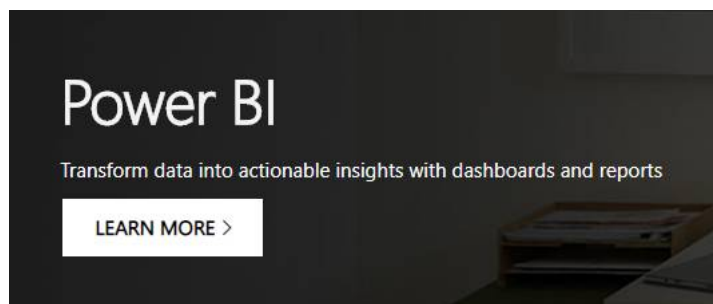 Power BI
Transform data into actionable insights with dashboards and reports
LEARN MORE >